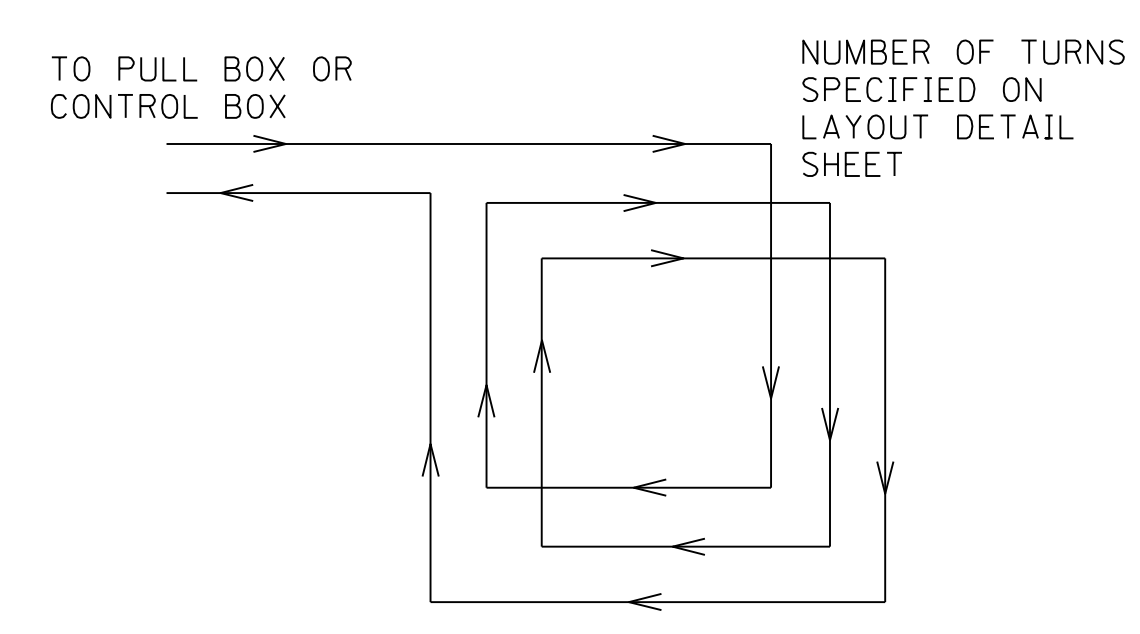 TO PULL BOX OR
CONTROL BOX
NUMBER OF TURNS
SPECIFIED ON
LAYOUT DETAIL
SHEET